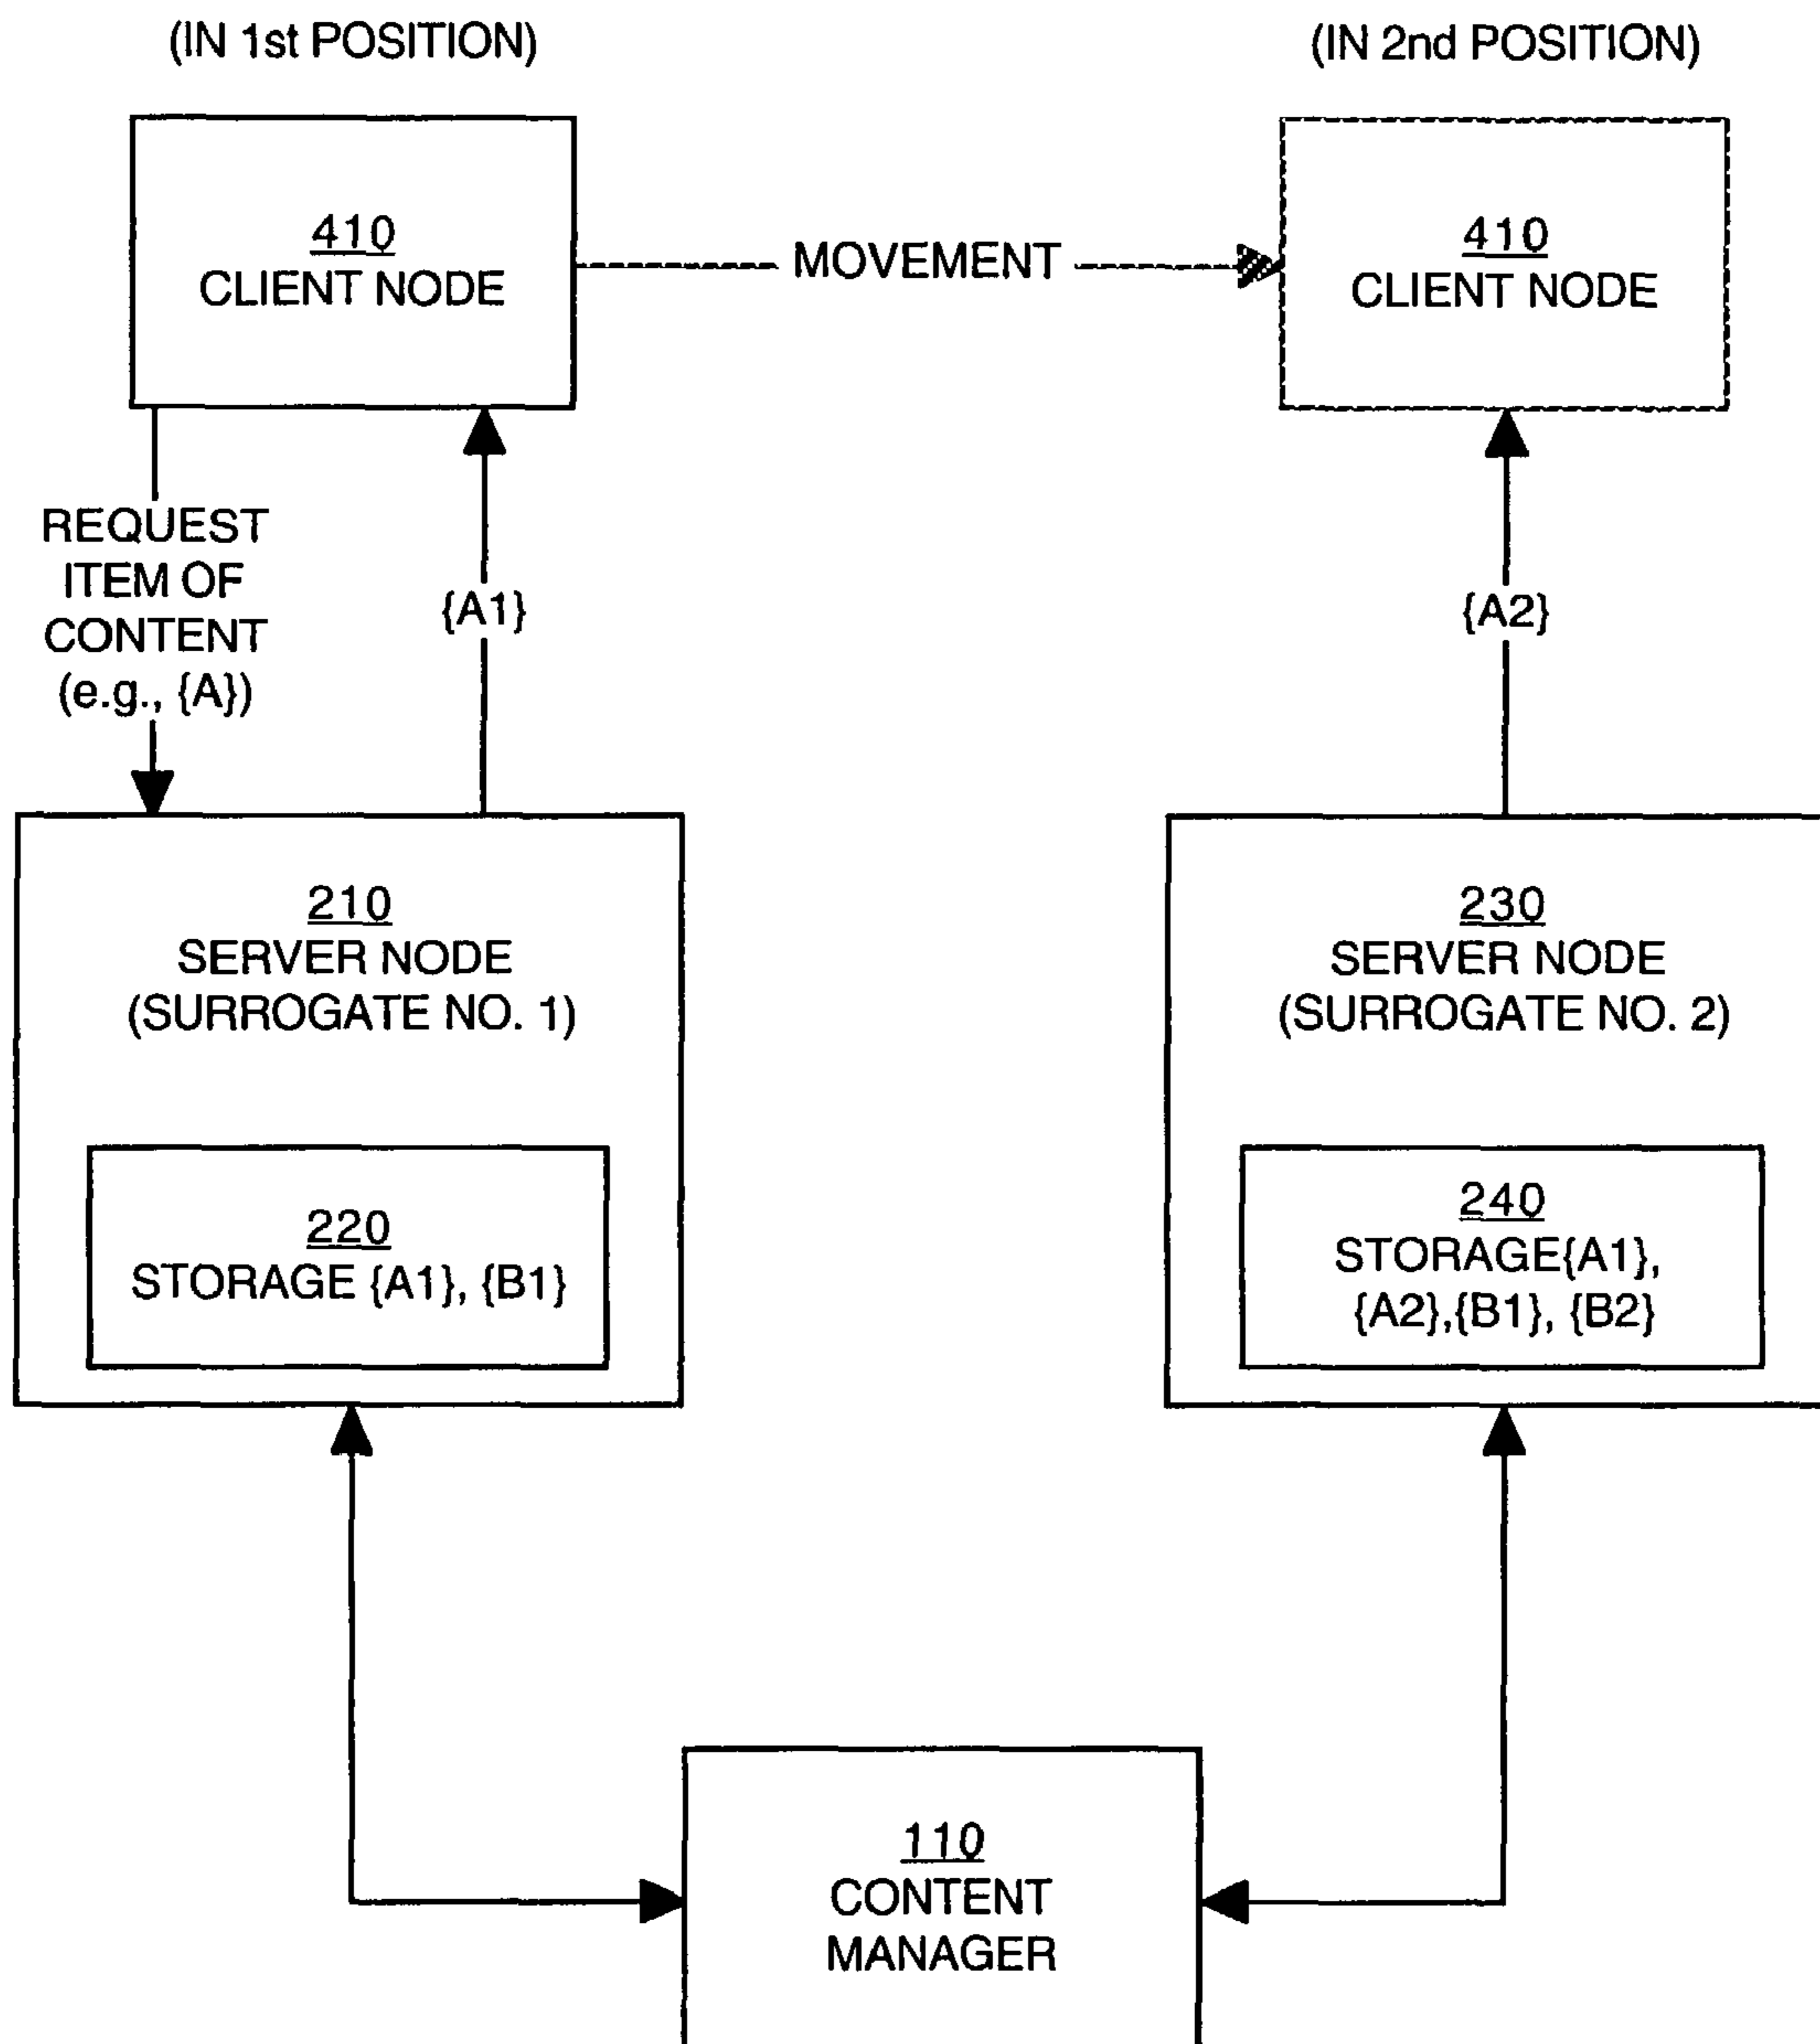 (IN 1st POSITION)
(IN 2nd POSITION)
410
CLIENT NODE
MOVEMENT
410
CLIENT NODE
REQUEST
ITEM OF
CONTENT
(e.g., {A})
{A1}
{A2}
210
SERVER NODE
(SURROGATE NO. 1)
220
STORAGE {A1}, {B1}
230
SERVER NODE
(SURROGATE NO. 2)
240
STORAGE{A1},
{A2},{B1}, {B2}
110
CONTENT
MANAGER